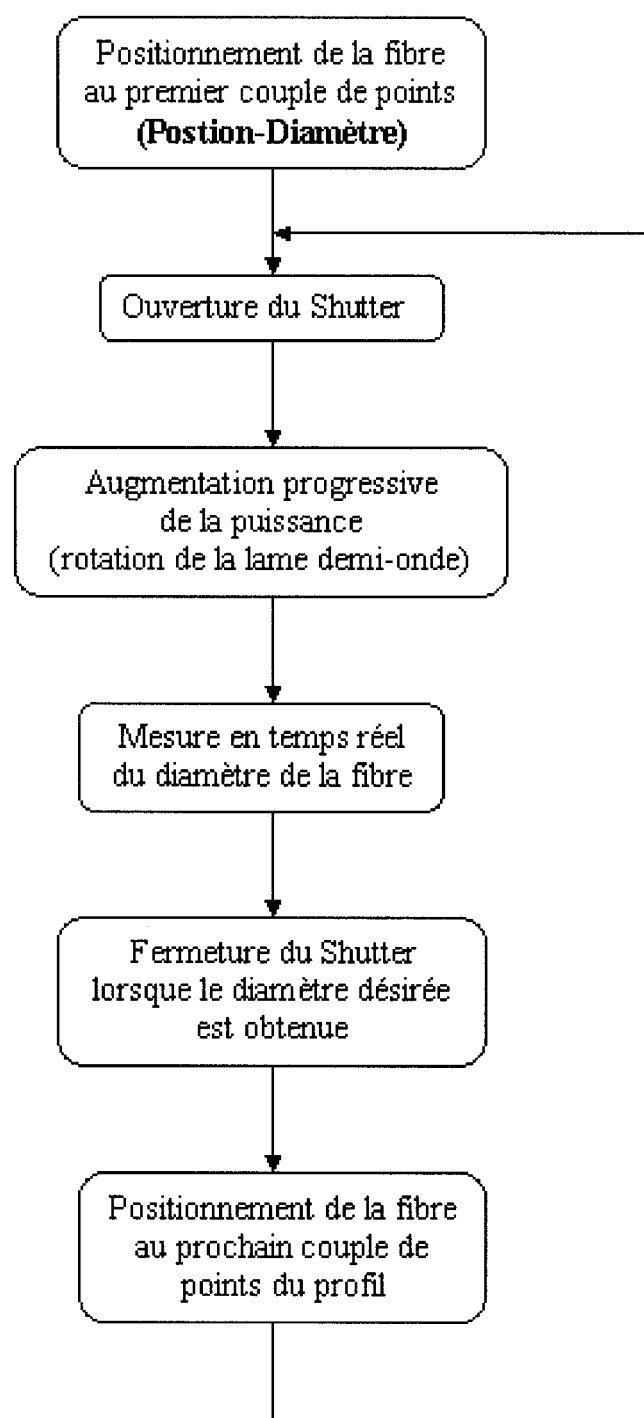 Positionnement de la fibre
au premier couple de points
(Postion-Diamètre)
Ouverture du Shutter
Augmentation progressive
de la puissance
(rotation de la lame demi-onde)
Mesure en temps réel
du diamètre de la fibre
Fermeture du Shutter
lorsque le diamètre désirée
est obtenue
Positionnement de la fibre
au prochain couple de
points du profil